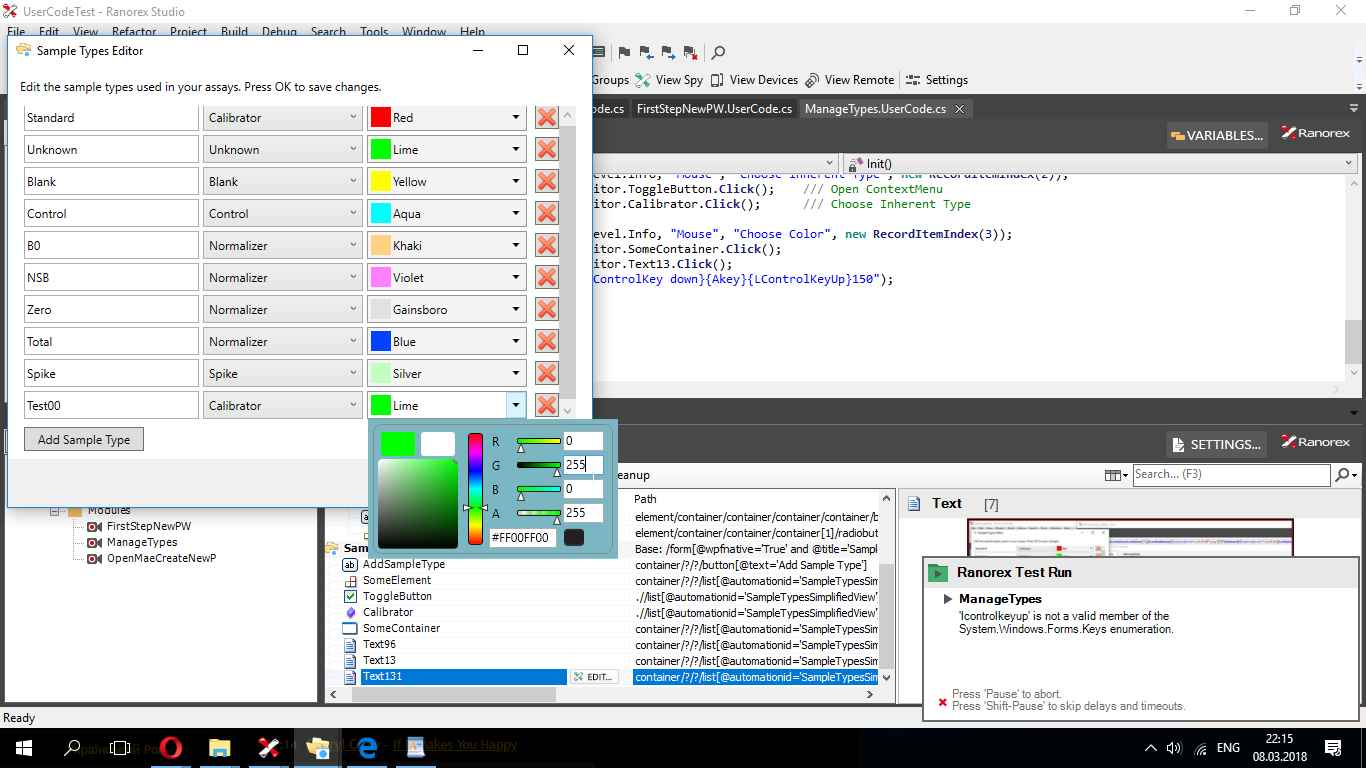 UserCodeTest - Ranorex Studio
File Edit View Refactor Project Build Debug Search Tools Window Help
Sample Types Editor
Edit the sample types used in your assays. Press OK to save changes.
Standard Calibrator Red
Unknown Unknown Lime
Blank Blank Yellow
Control Control Aqua
B0 Normalizer Khaki
NSB Normalizer Violet
Zero Normalizer Gainsboro
Total Normalizer Blue
Spike Spike Silver
Test00 Calibrator Lime
Add Sample Type
R 0
G 255
B 0
A 255
#FF00FF00
Groups View Spy View Devices View Remote Settings
ode.cs FirstStepNewPW.UserCode.cs ManageTypes.UserCode.cs
VARIABLES... Ranorex
Init()
evel.Info, "Mouse", "Choose Inherent Type", new RecordItemIndex(2));
itor.ToggleButton.Click(); /// Open ContextMenu
itor.Calibrator.Click(); /// Choose Inherent Type
evel.Info, "Mouse", "Choose Color", new RecordItemIndex(3));
itor.SomeContainer.Click();
itor.Text13.Click();
ControlKey down}{Akey}{LControlKeyUp}150");
SETTINGS... Ranorex
eanup
Search... (F3)
Modules
FirstStepNewPW
ManageTypes
OpenMaeCreateNewP
Path
element/container/container/container/container/b
element/container/container/container[1]/radiobut
Sam Base: /form[@wpfnative='True' and @title='Sampl
AddSampleType container/?/?/button[@text='Add Sample Type']
SomeElement container/?/?/list[@automationid='SampleTypesSim
ToggleButton .//list[@automationid='SampleTypesSimplifiedView'
Calibrator .//list[@automationid='SampleTypesSimplifiedView'
SomeContainer container/?/?/list[@automationid='SampleTypesSim
Text96 container/?/?/list[@automationid='SampleTypesSim
Text13 container/?/?/list[@automationid='SampleTypesSim
Text131 EDIT... container/?/?/list[@automationid='SampleTypesSim
Text [7]
Ranorex Test Run
ManageTypes
'lcontrolkeyup' is not a valid member of the
System.Windows.Forms.Keys enumeration.
Press 'Pause' to abort.
Press 'Shift-Pause' to skip delays and timeouts.
Ready
You Happy
ENG
22:15
08.03.2018